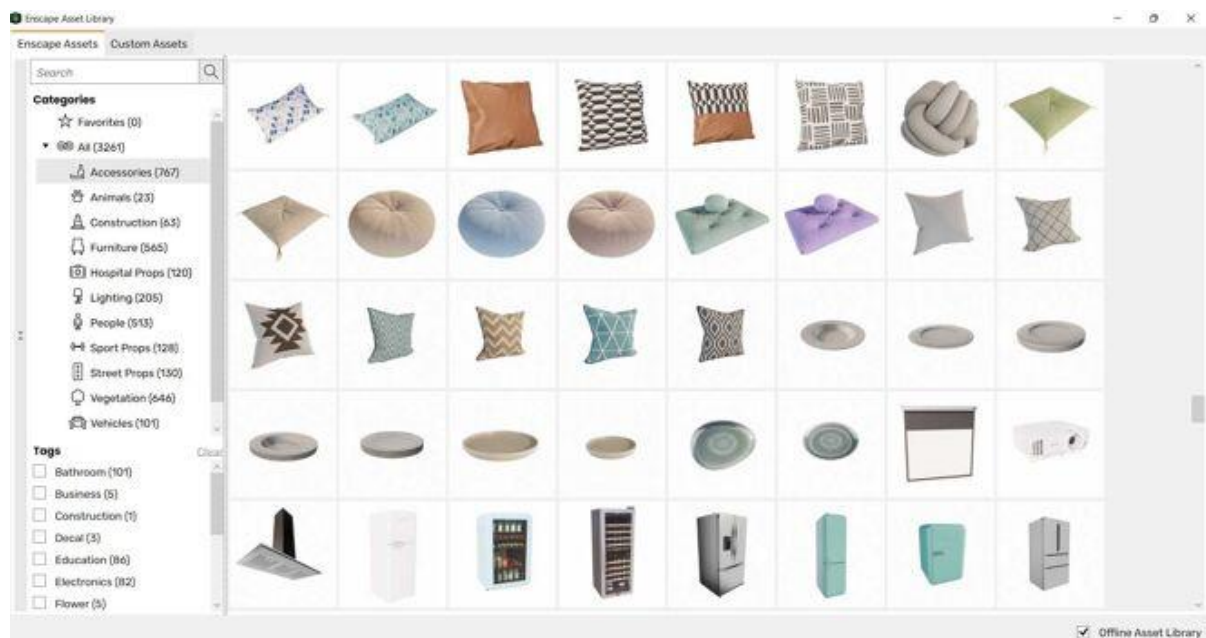 Enscape Asset Library
Enscape Assets Custom Assets
Search
Categories
Favorites (0)
All (3261)
Accessories (767)
Animals (23)
Construction (63)
Furniture (565)
Hospital Props (120)
Lighting (205)
People (513)
Sport Props (128)
Street Props (130)
Vegetation (646)
Vehicles (101)
Tags Clear
Bathroom (101)
Business (5)
Construction (1)
Decal (3)
Education (86)
Electronics (82)
Flower (5)
Offline Asset Library